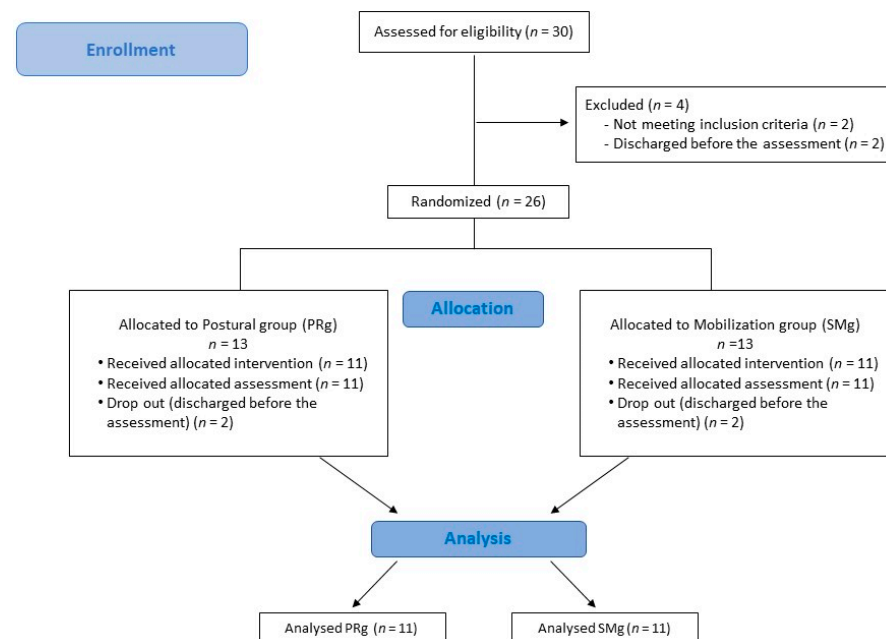 Enrollment
Assessed for eligibility (n = 30)
Excluded (n = 4)
- Not meeting inclusion criteria (n = 2)
- Discharged before the assessment (n = 2)
Randomized (n = 26)
Allocation
Allocated to Postural group (PRg)
n = 13
• Received allocated intervention (n = 11)
• Received allocated assessment (n = 11)
• Drop out (discharged before the
assessment) (n = 2)
Allocated to Mobilization group (SMg)
n =13
• Received allocated intervention (n = 11)
• Received allocated assessment (n = 11)
• Drop out (discharged before the
assessment) (n = 2)
Analysis
Analysed PRg (n = 11)
Analysed SMg (n = 11)